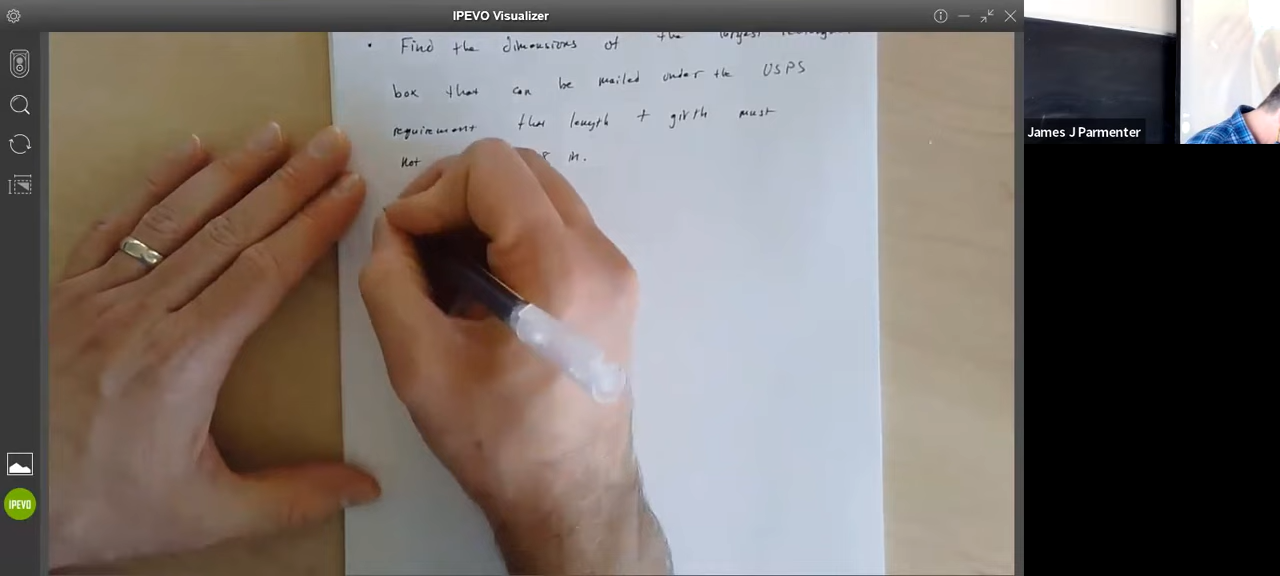 IPEVO Visualizer
• Find the dimensions of the largest
box that can be mailed under the USPS
requirement that length + girth must
not in.
James J Parmenter
IPEVO